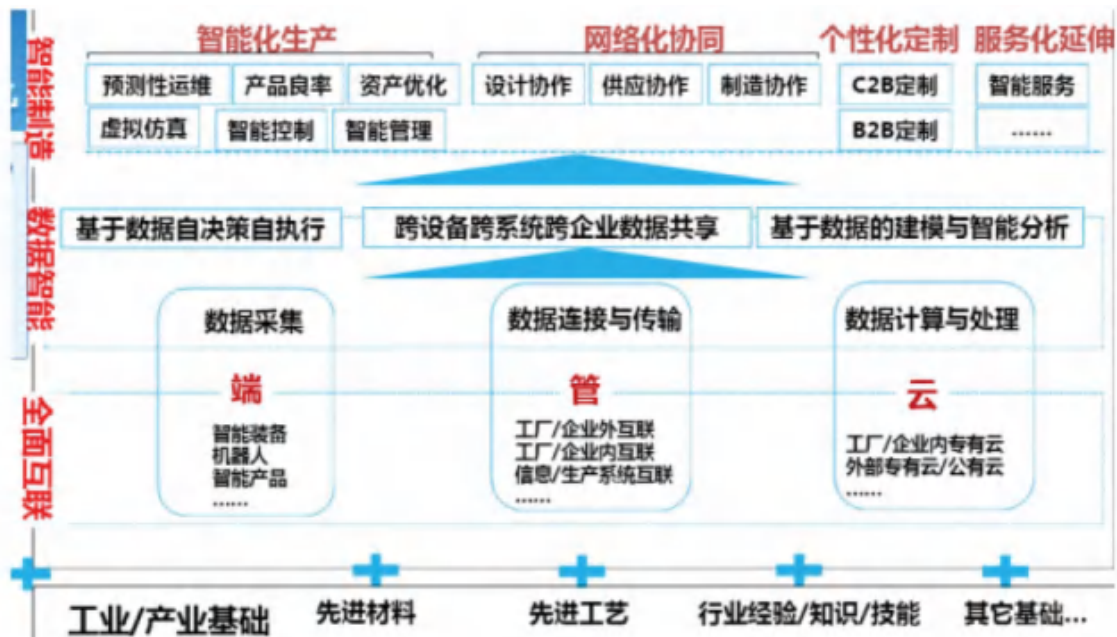 智能化生产 网络化协同 个性化定制 服务化延伸
智能制造
预测性运维 产品良率 资产优化 设计协作 供应协作 制造协作 C2B定制 智能服务
虚拟仿真 智能控制 智能管理 B2B定制 ……
数据智能
基于数据自决策自执行 跨设备跨系统跨企业数据共享 基于数据的建模与智能分析
数据采集 数据连接与传输 数据计算与处理
全面互联
端
智能装备
机器人
智能产品
……
管
工厂/企业外互联
工厂/企业内互联
信息/生产系统互联
……
云
工厂/企业内专有云
外部专有云/公有云
……
工业/产业基础 先进材料 先进工艺 行业经验/知识/技能 其它基础...